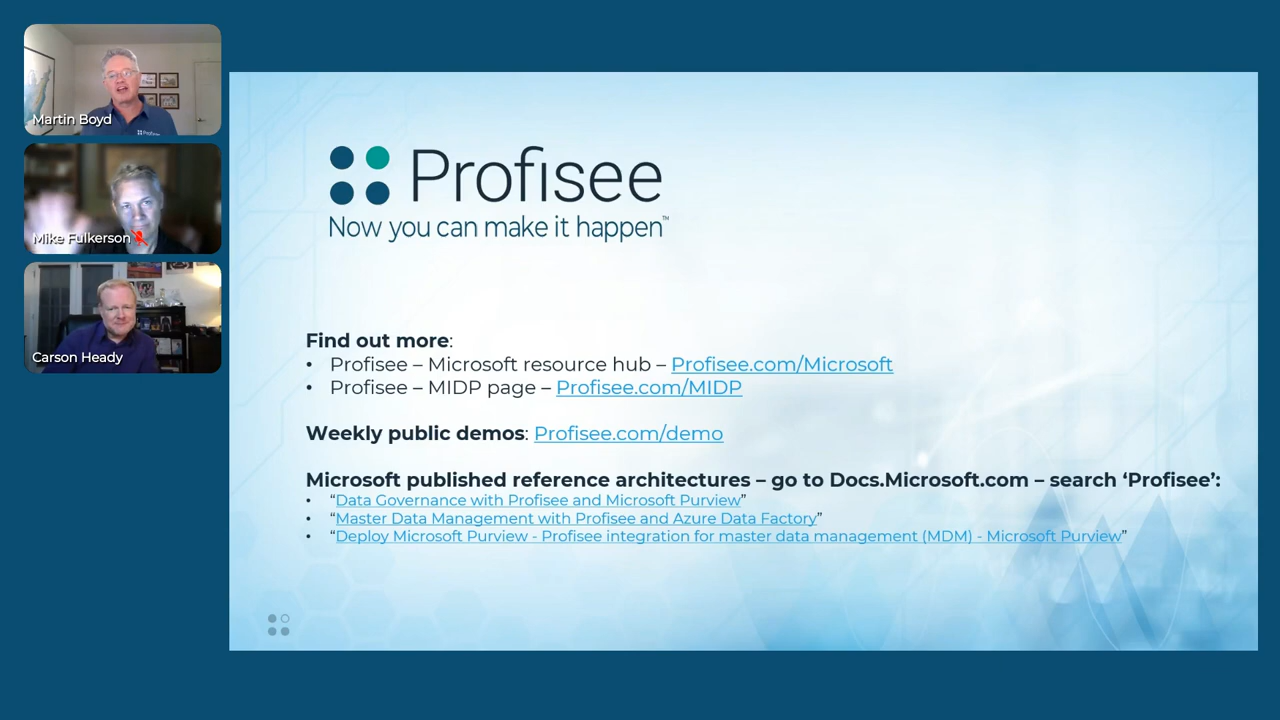 Martin Boyd
Mike Fulkerson
Carson Heady
Profisee
Profisee
Now you can make it happen™
Find out more:
• Profisee – Microsoft resource hub – Profisee.com/Microsoft
• Profisee – MIDP page – Profisee.com/MIDP
Weekly public demos: Profisee.com/demo
Microsoft published reference architectures – go to Docs.Microsoft.com – search ‘Profisee’:
• “Data Governance with Profisee and Microsoft Purview”
• “Master Data Management with Profisee and Azure Data Factory”
• “Deploy Microsoft Purview - Profisee integration for master data management (MDM) - Microsoft Purview”